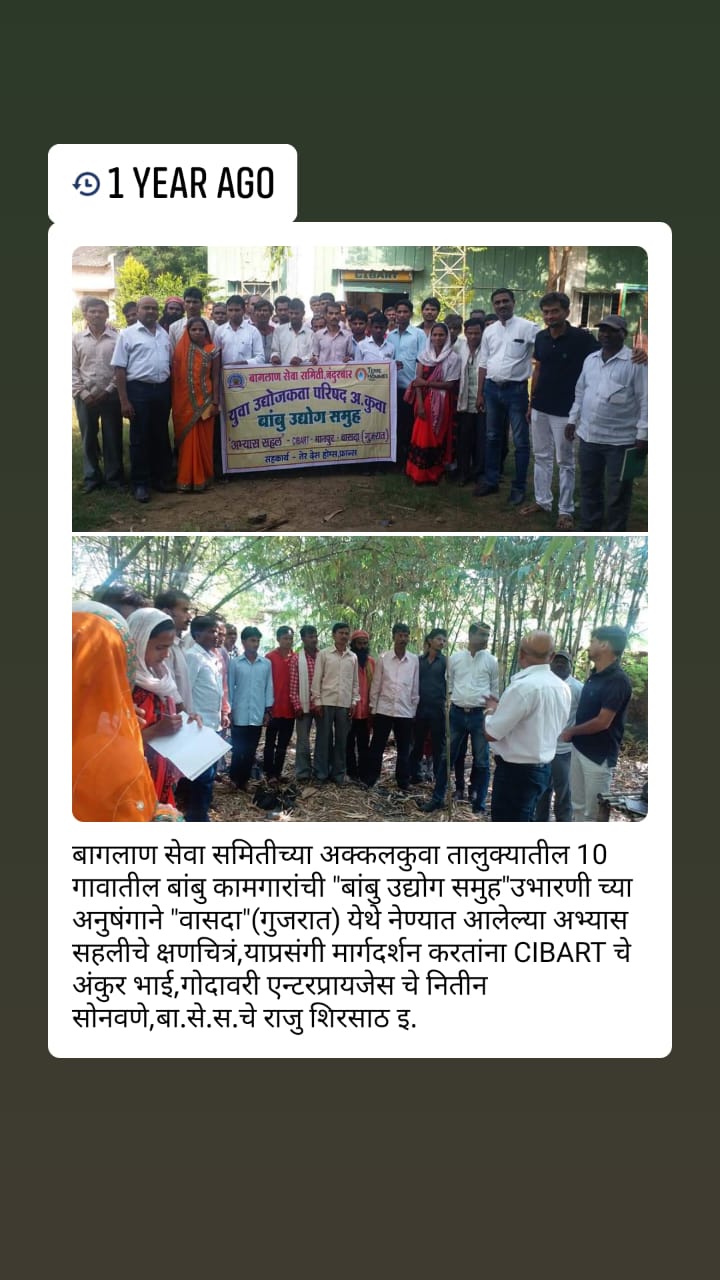 1 YEAR AGO
CIBART
बागलाण सेवा समिती, नंदुरबार
युवा उद्योजकता परिषद अ.कुवा
बांबु उद्योग समुह
"अभ्यास सहल" - CIBART - मानपुर - वासदा (गुजरात)
सहकार्य - तेर देस होम्स, फ्रान्स
बागलाण सेवा समितीच्या अक्कलकुवा तालुक्यातील 10
गावातील बांबु कामगारांची "बांबु उद्योग समुह"उभारणी च्या
अनुषंगाने "वासदा"(गुजरात) येथे नेण्यात आलेल्या अभ्यास
सहलीचे क्षणचित्रं,याप्रसंगी मार्गदर्शन करतांना CIBART चे
अंकुर भाई,गोदावरी एन्टरप्रायजेस चे नितीन
सोनवणे,बा.से.स.चे राजु शिरसाठ इ.